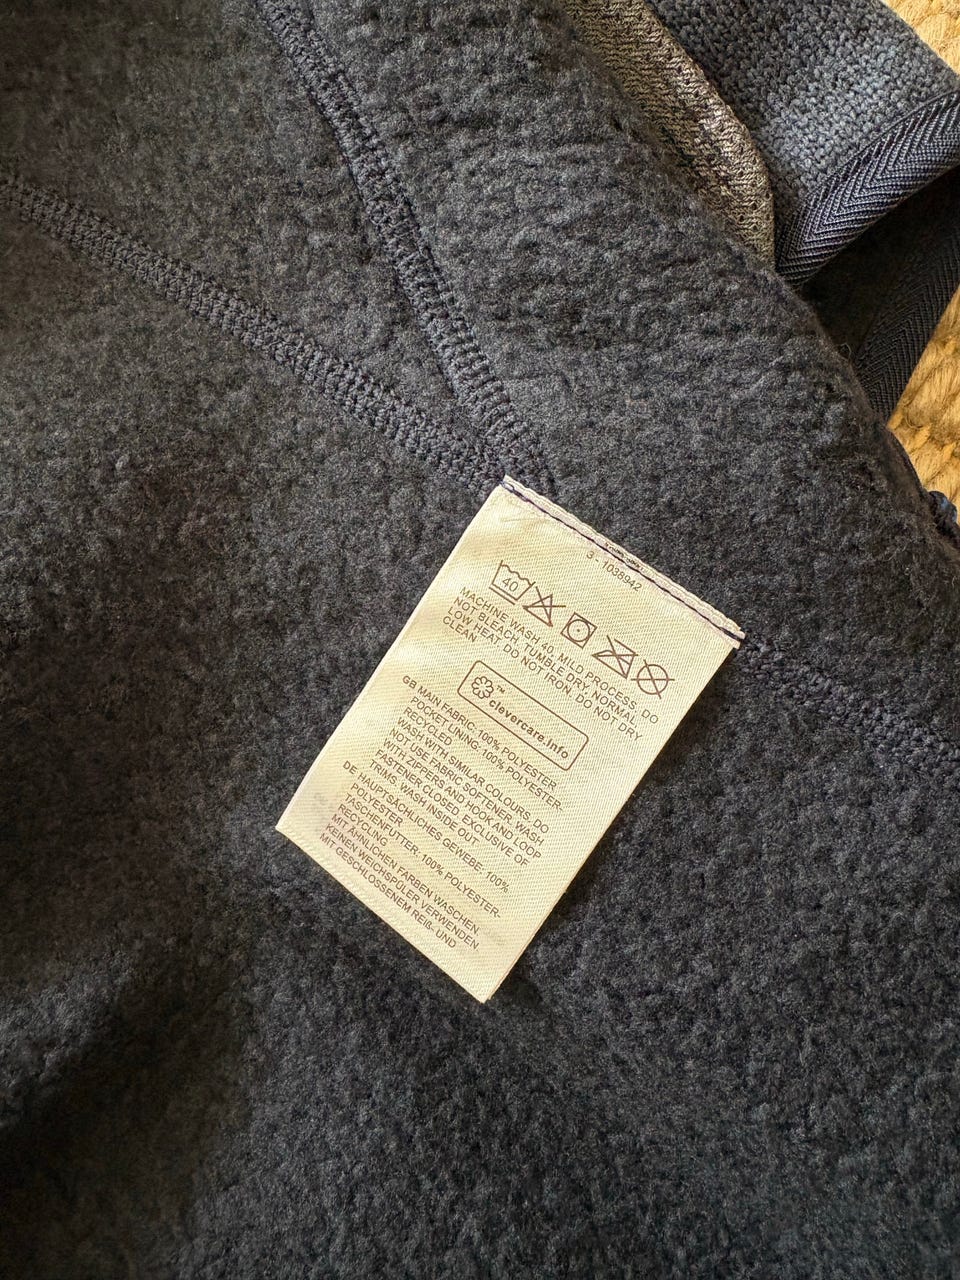 3 - 1038942
40
MACHINE WASH 40, MILD PROCESS, DO
NOT BLEACH, TUMBLE DRY, NORMAL
LOW HEAT, DO NOT IRON, DO NOT DRY
CLEAN.
™
clevercare.info
GB MAIN FABRIC: 100% POLYESTER
POCKET LINING: 100% POLYESTER.
RECYCLED
WASH WITH SIMILAR COLOURS. DO
NOT USE FABRIC SOFTENER. WASH
WITH ZIPPERS AND HOOK AND LOOP
FASTENER CLOSED. EXCLUSIVE OF
TRIMS. WASH INSIDE OUT.
DE HAUPTSÄCHLICHES GEWEBE: 100%
POLYESTER
TASCHENFUTTER: 100% POLYESTER-
RECYCLING
MIT ÄHNLICHEN FARBEN WASCHEN.
KEINEN WEICHSPÜLER VERWENDEN.
MIT GESCHLOSSENEM REIß- UND